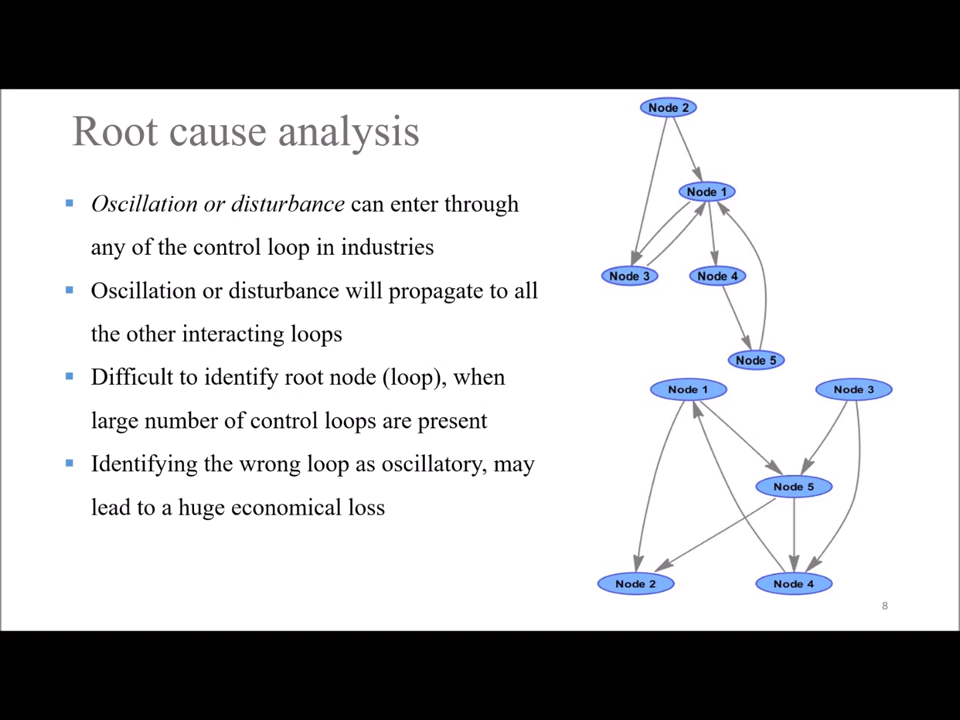 Root cause analysis
▪ Oscillation or disturbance can enter through
any of the control loop in industries
▪ Oscillation or disturbance will propagate to all
the other interacting loops
▪ Difficult to identify root node (loop), when
large number of control loops are present
▪ Identifying the wrong loop as oscillatory, may
lead to a huge economical loss
Node 2
Node 1
Node 3
Node 4
Node 5
Node 1
Node 3
Node 5
Node 2
Node 4
8